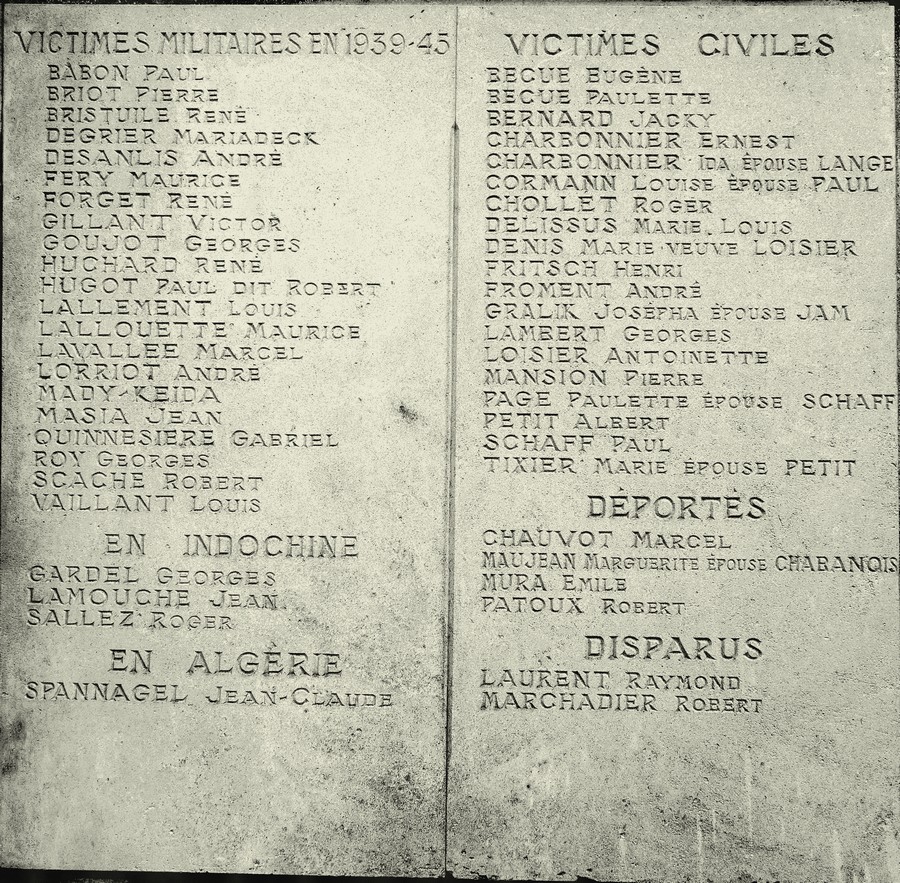 VICTIMES MILITAIRES EN 1939-45
BABON PAUL
BRIOT PIERRE
BRISTUILE RENÉ
DEGRIER MARIADECK
DESANLIS ANDRÉ
FERY MAURICE
FORGET RENÉ
GILLANT VICTOR
GOUJOT GEORGES
HUCHARD RENÉ
HUGOT PAUL DIT ROBERT
LALLEMENT LOUIS
LALLOUETTE MAURICE
LAVALLEE MARCEL
LORRIOT ANDRÉ
MADY-KEIDA
MASIA JEAN
QUINNESIERE GABRIEL
ROY GEORGES
SCACHE ROBERT
VAILLANT LOUIS
EN INDOCHINE
GARDEL GEORGES
LAMOUCHE JEAN
SALLEZ ROGER
EN ALGÈRIE
SPANNAGEL JEAN-CLAUDE
VICTIMES CIVILES
BECUE EUGÈNE
BECUE PAULETTE
BERNARD JACKY
CHARBONNIER ERNEST
CHARBONNIER IDA ÉPOUSE LANGE
CORMANN LOUISE ÉPOUSE PAUL
CHOLLET ROGER
DELISSUS MARIE.LOUIS
DENIS MARIE VEUVE LOISIER
FRITSCH HENRI
FROMENT ANDRÉ
GRALIK JOSÉPHA ÉPOUSE JAM
LAMBERT GEORGES
LOISIER ANTOINETTE
MANSION PIERRE
PAGE PAULETTE ÉPOUSE SCHAFF
PETIT ALBERT
SCHAFF PAUL
TIXIER MARIE ÉPOUSE PETIT
DÉPORTÉS
CHAUVOT MARCEL
MAUJEAN MARGUERITE ÉPOUSE CHABANOIS
MURA EMILE
PATOUX ROBERT
DISPARUS
LAURENT RAYMOND
MARCHADIER ROBERT